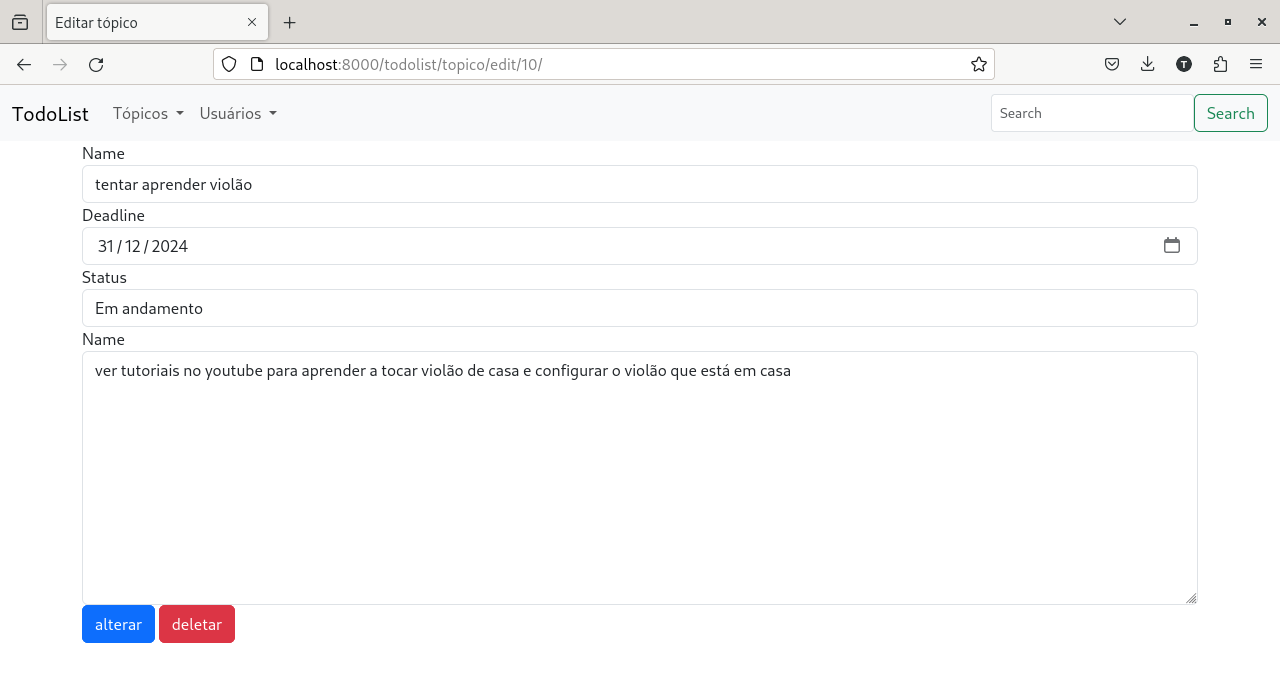 Editar tópico
localhost:8000/todolist/topico/edit/10/
T
TodoList Tópicos Usuários Search Search
Name
tentar aprender violão
Deadline
31 / 12 / 2024
Status
Em andamento
Name
ver tutoriais no youtube para aprender a tocar violão de casa e configurar o violão que está em casa
alterar deletar